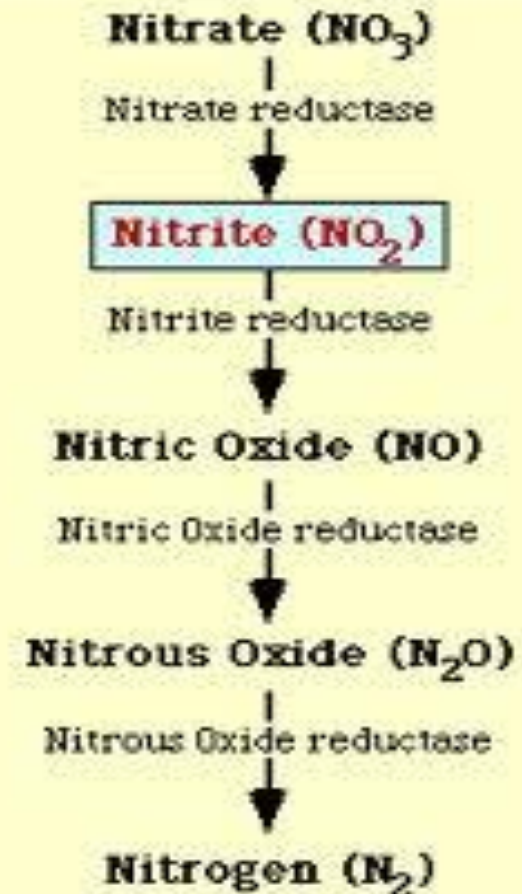 Nitrate (NO₃)
Nitrate reductase
Nitrite (NO₂)
Nitrite reductase
Nitric Oxide (NO)
Nitric Oxide reductase
Nitrous Oxide (N₂O)
Nitrous Oxide reductase
Nitrogen (N₂)